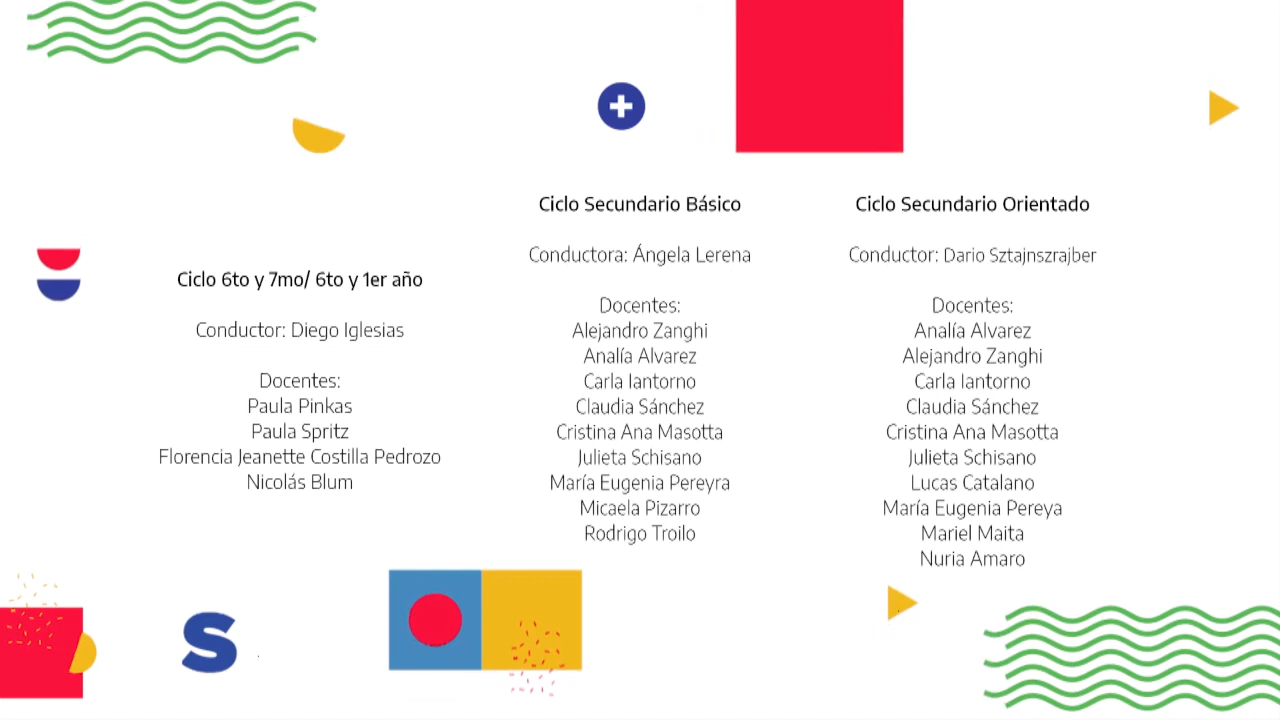 Ciclo 6to y 7mo/ 6to y 1er año
Conductor: Diego Iglesias
Docentes:
Paula Pinkas
Paula Spritz
Florencia Jeanette Costilla Pedrozo
Nicolás Blum
Ciclo Secundario Básico
Conductora: Ángela Lerena
Docentes:
Alejandro Zanghi
Analía Alvarez
Carla Iantorno
Claudia Sánchez
Cristina Ana Masotta
Julieta Schisano
María Eugenia Pereyra
Micaela Pizarro
Rodrigo Troilo
Ciclo Secundario Orientado
Conductor: Dario Sztajnszrajber
Docentes:
Analía Alvarez
Alejandro Zanghi
Carla Iantorno
Claudia Sánchez
Cristina Ana Masotta
Julieta Schisano
Lucas Catalano
María Eugenia Pereya
Mariel Maita
Nuria Amaro
S